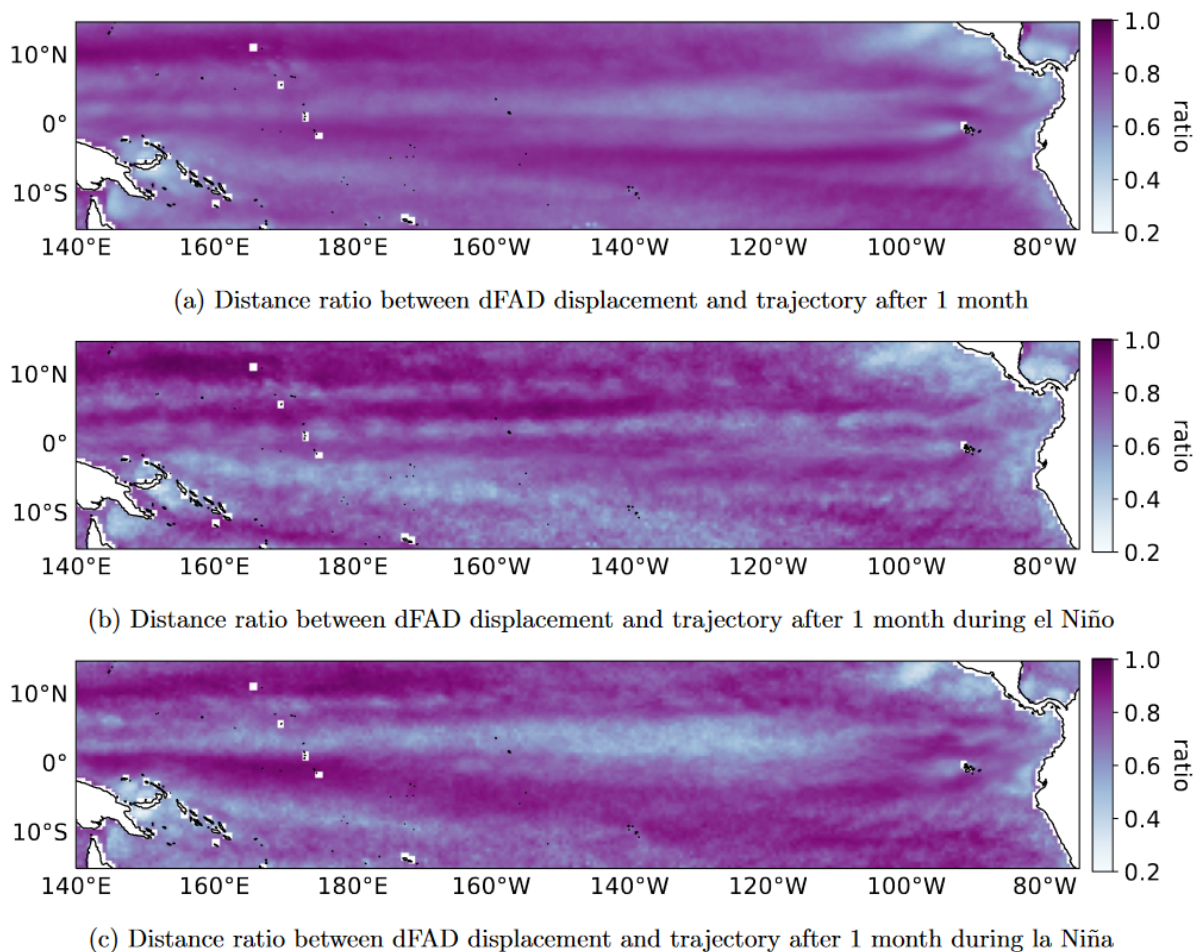 10°N
0°
10°S
140°E 160°E 180° 160°W 140°W 120°W 100°W 80°W
1.0
0.8
0.6
0.4
0.2
ratio
(a) Distance ratio between dFAD displacement and trajectory after 1 month
10°N
0°
10°S
140°E 160°E 180° 160°W 140°W 120°W 100°W 80°W
1.0
0.8
0.6
0.4
0.2
ratio
(b) Distance ratio between dFAD displacement and trajectory after 1 month during el Niño
10°N
0°
10°S
140°E 160°E 180° 160°W 140°W 120°W 100°W 80°W
1.0
0.8
0.6
0.4
0.2
ratio
(c) Distance ratio between dFAD displacement and trajectory after 1 month during la Niña